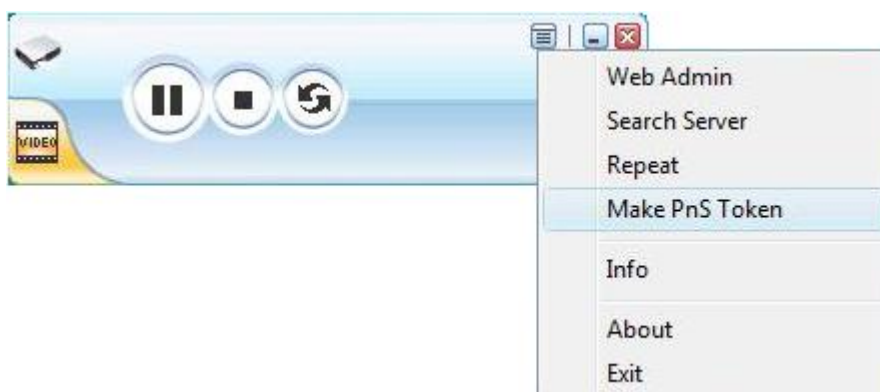 VIDEO
Web Admin
Search Server
Repeat
Make PnS Token
Info
About
Exit